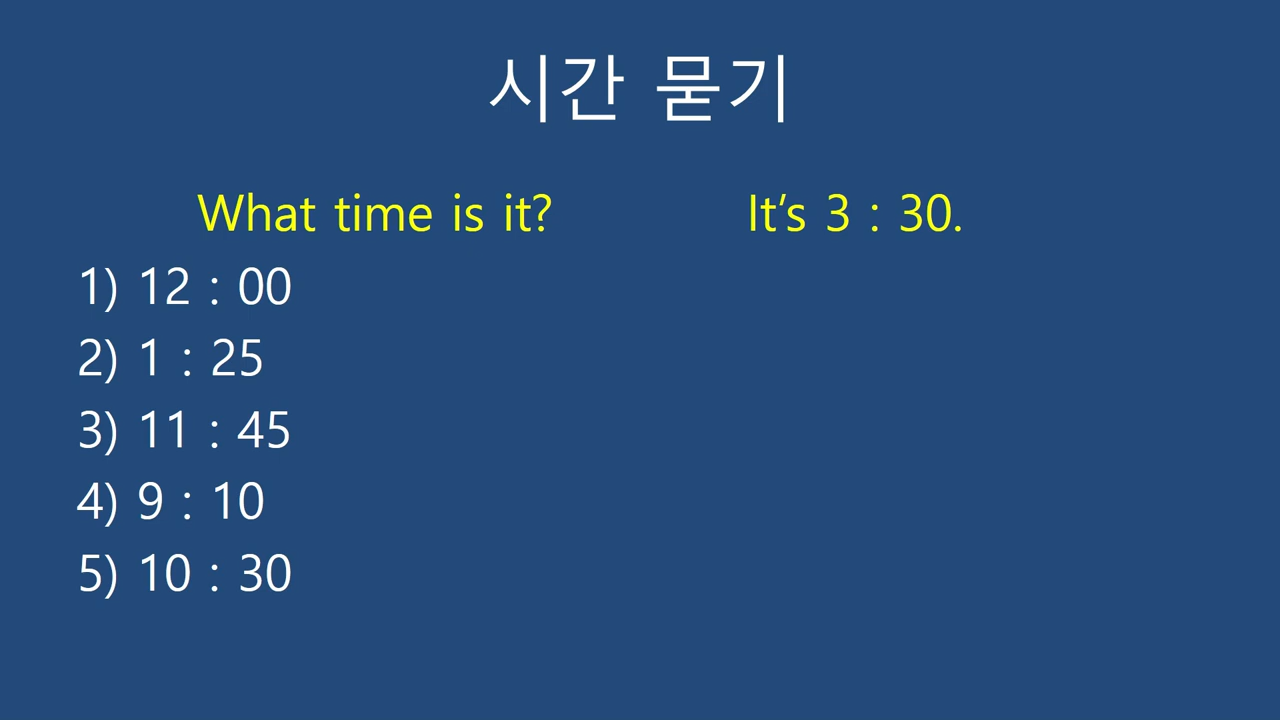 시간 묻기
What time is it? It's 3 : 30.
1) 12 : 00
2) 1 : 25
3) 11 : 45
4) 9 : 10
5) 10 : 30